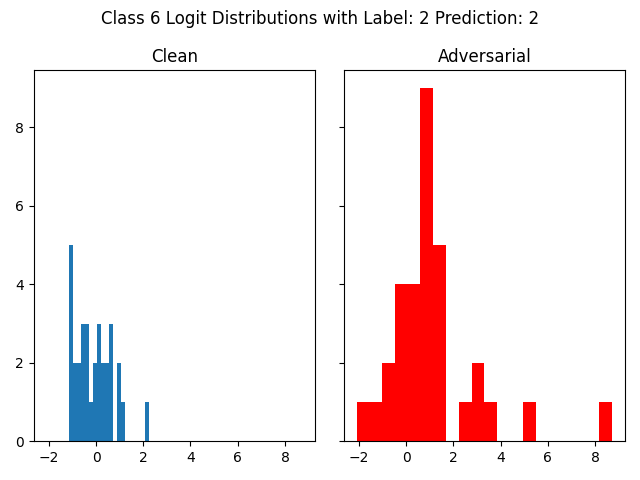 Class 6 Logit Distributions with Label: 2 Prediction: 2
Clean
Adversarial
8
6
4
2
0
−2 0 2 4 6 8
−2 0 2 4 6 8